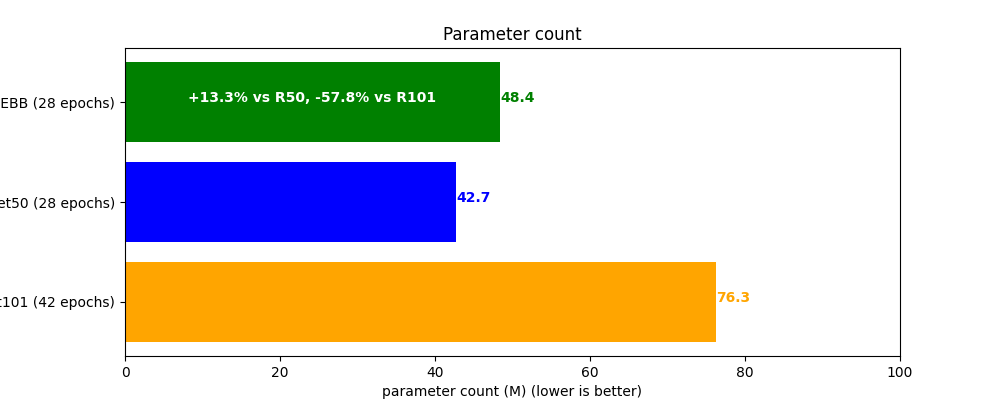 Parameter count
EBB (28 epochs)
+13.3% vs R50, -57.8% vs R101
48.4
et50 (28 epochs)
42.7
t101 (42 epochs)
76.3
0 20 40 60 80 100
parameter count (M) (lower is better)